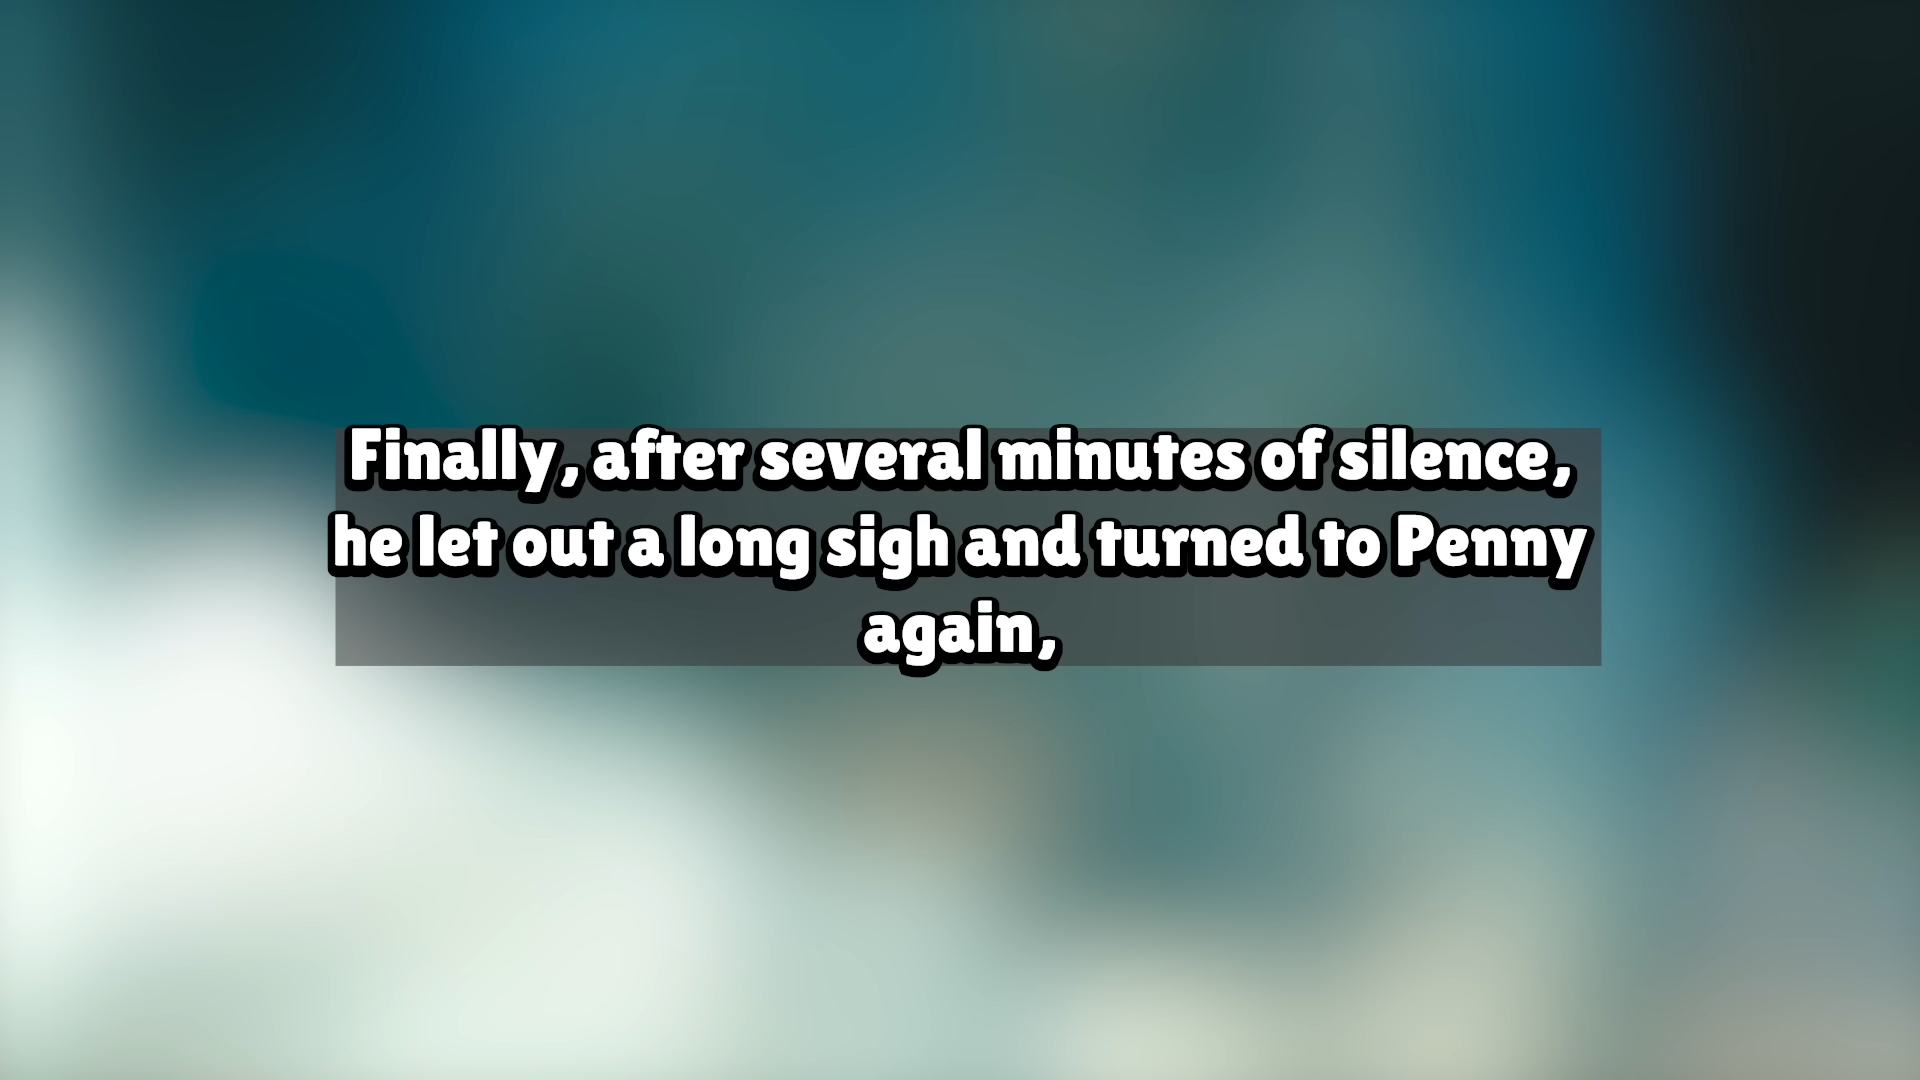 Finally, after several minutes of silence,
he let out a long sigh and turned to Penny
again,